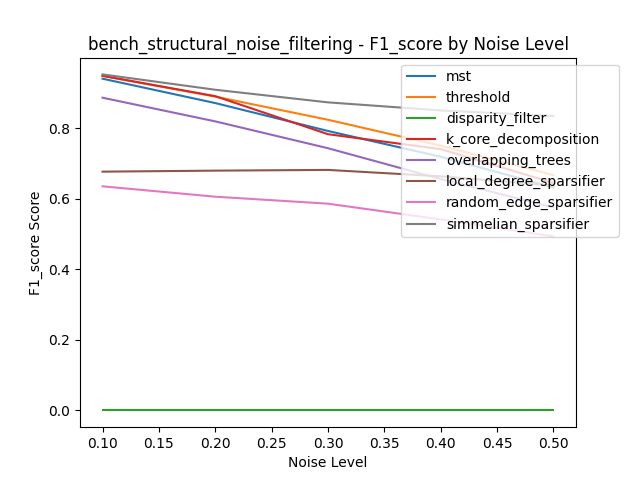 bench_structural_noise_filtering - F1_score by Noise Level
mst
threshold
disparity_filter
k_core_decomposition
overlapping_trees
local_degree_sparsifier
random_edge_sparsifier
simmelian_sparsifier
F1_score Score
0.8
0.6
0.4
0.2
0.0
0.10 0.15 0.20 0.25 0.30 0.35 0.40 0.45 0.50
Noise Level